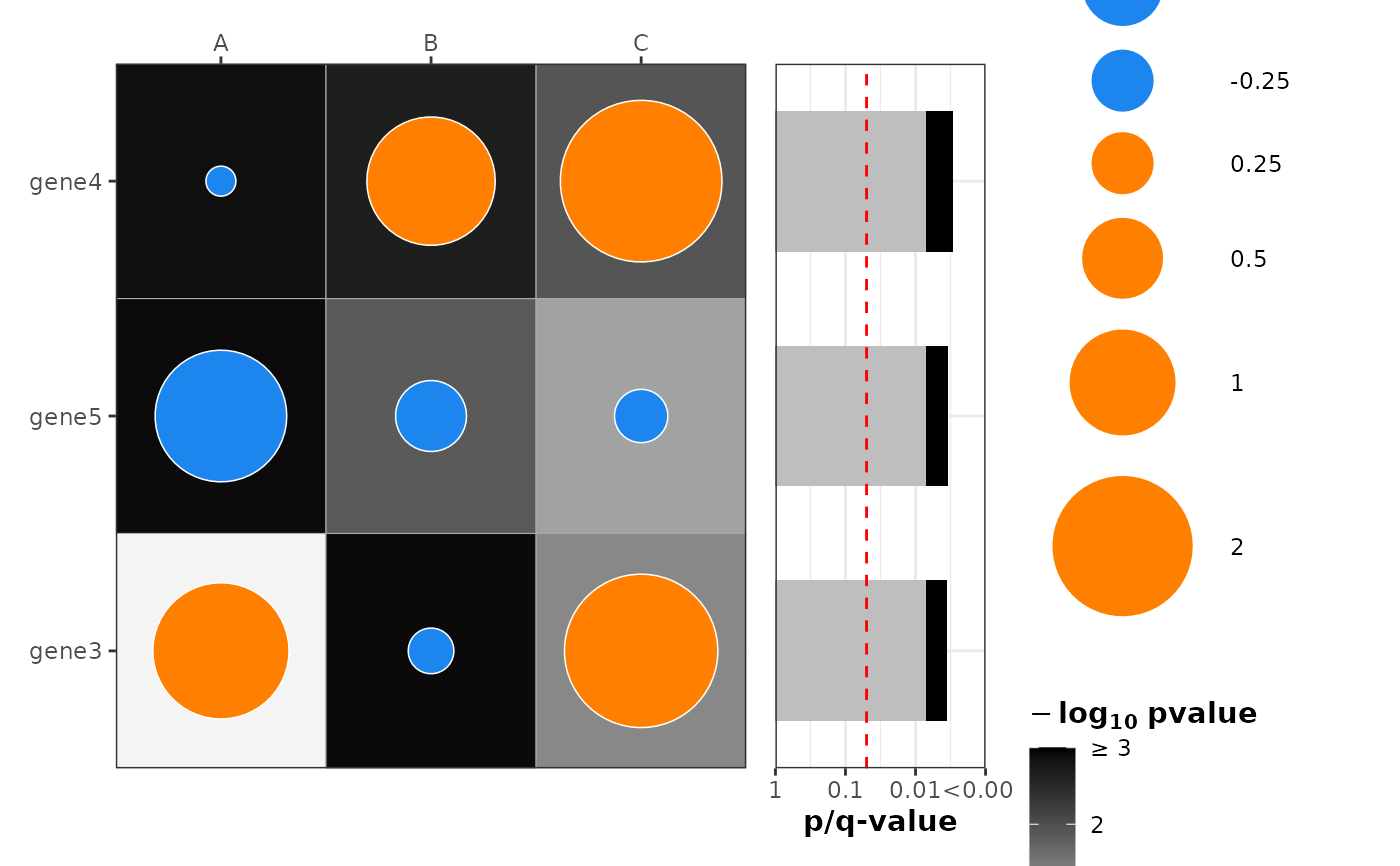 A B C
gene4
gene5
gene3
1 0.1 0.01 <0.00
p/q-value
-0.25
0.25
0.5
1
2
−log10 pvalue
≥ 3
2